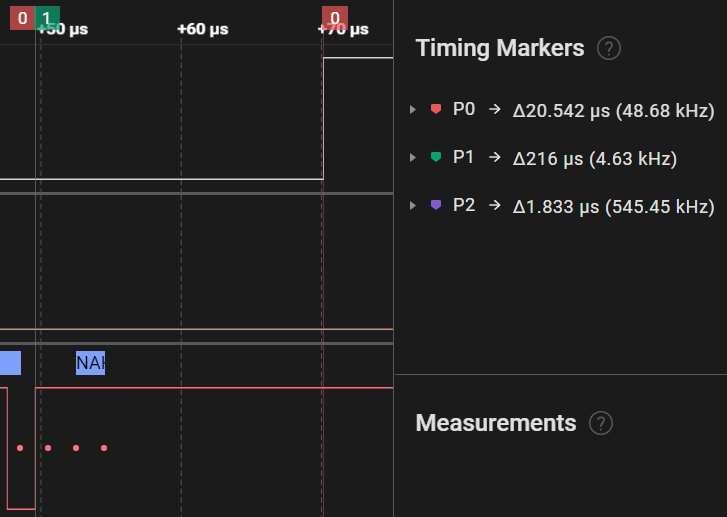 0 1 0
+50 µs +60 µs +70 µs
Timing Markers ?
P0 → Δ20.542 µs (48.68 kHz)
P1 → Δ216 µs (4.63 kHz)
P2 → Δ1.833 µs (545.45 kHz)
NAK
Measurements ?